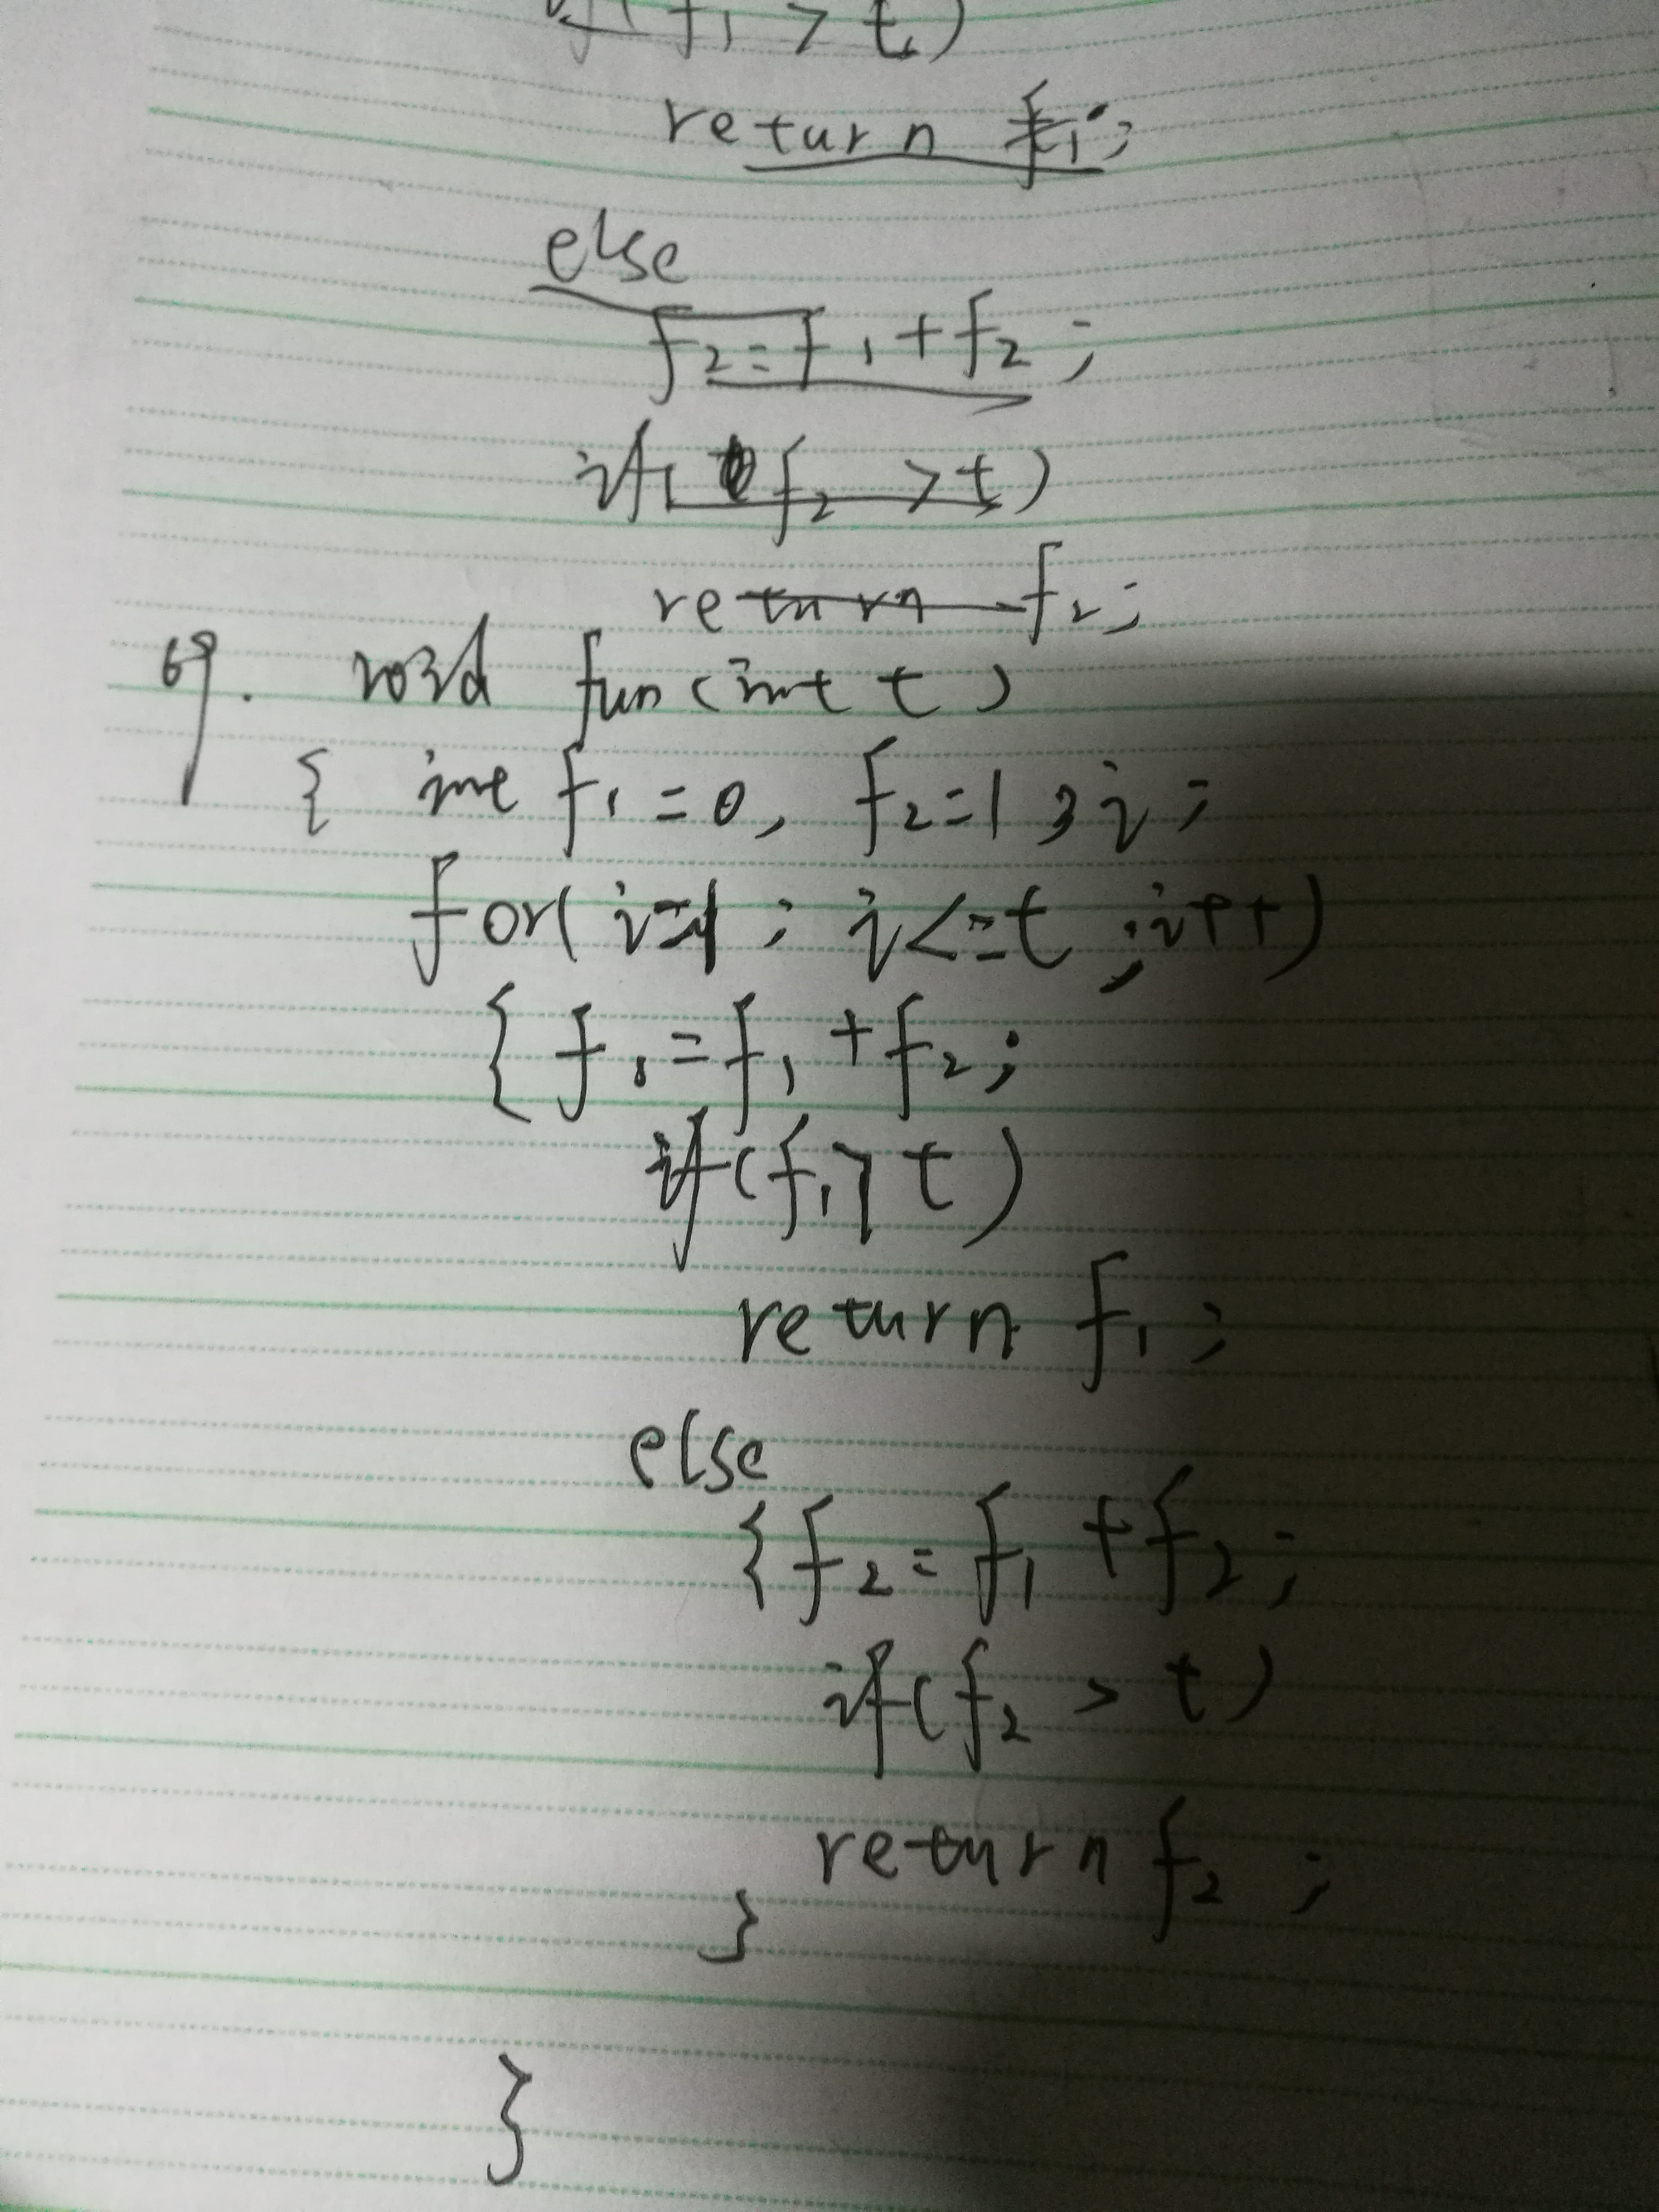 if(f1 > t)
return f1;
else
f2=f1+f2;
if(f2 >t)
return f2;
69. void fun(int t)
{ int f1=0, f2=1,i;
for(i=1; i<=t;i++)
{ f1=f1+f2;
if(f1>t)
return f1;
else
{f2=f1+f2;
if(f2 > t)
return f2;
}
}